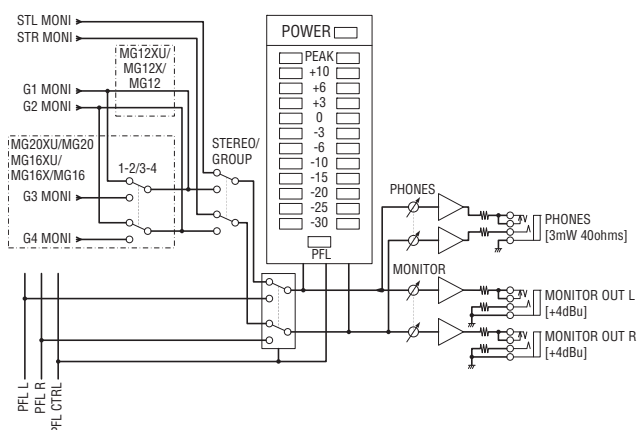 STL MONI
STR MONI
MG12XU/
MG12X/
MG12
G1 MONI
G2 MONI
MG20XU/MG20
MG16XU/
MG16X/MG16
1-2/3-4
G3 MONI
G4 MONI
STEREO/
GROUP
POWER
PEAK
+10
+6
+3
0
-3
-6
-10
-15
-20
-25
-30
PFL
PHONES
PHONES
[3mW 40ohms]
MONITOR
MONITOR OUT L
[+4dBu]
MONITOR OUT R
[+4dBu]
PFL L
PFL R
PFL CTRL